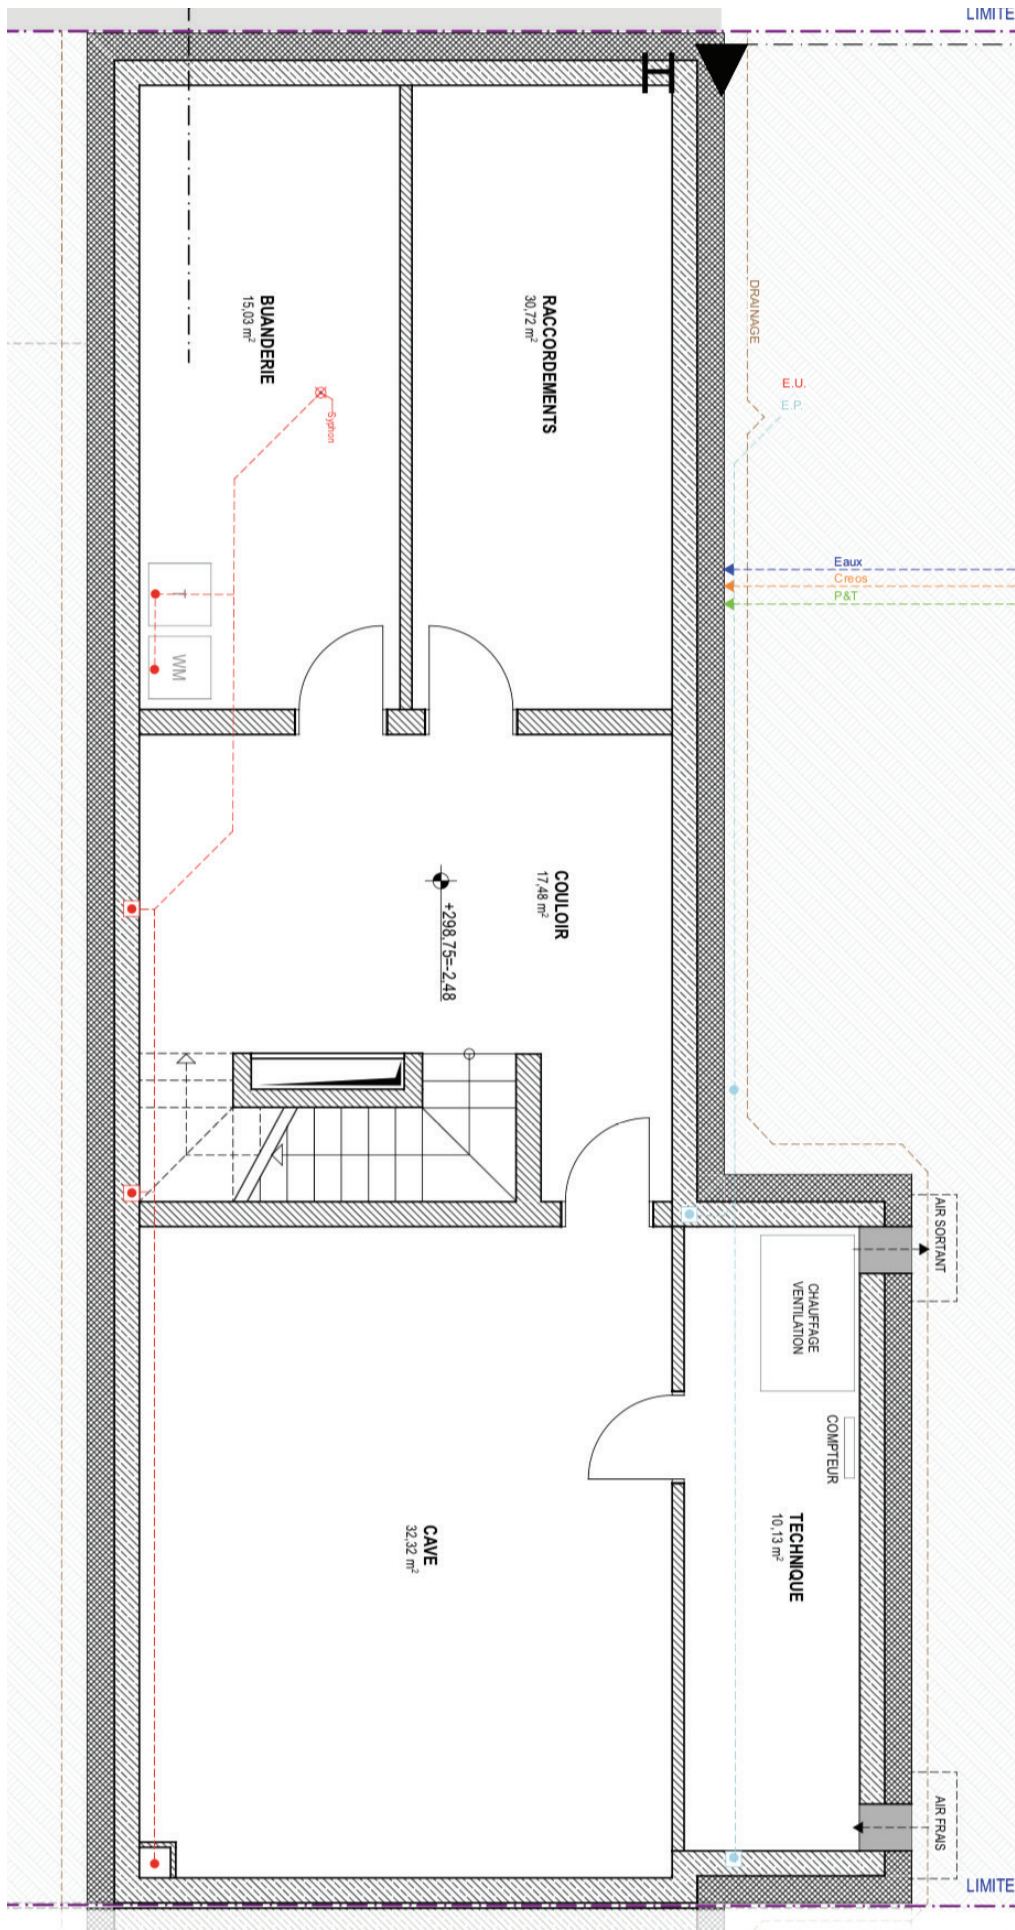 LIMITE
DRAINAGE
BUANDERIE
15,03 m²
RACCORDEMENTS
30,72 m²
E.U.
E.P.
Syphon
Eaux
Creos
P&T
T
WM
COULOIR
17,48 m²
+298.75=-2.48
AIR SORTANT
CHAUFFAGE
VENTILATION
COMPTEUR
TECHNIQUE
10,13 m²
CAVE
32,32 m²
AIR FRAIS
LIMITE